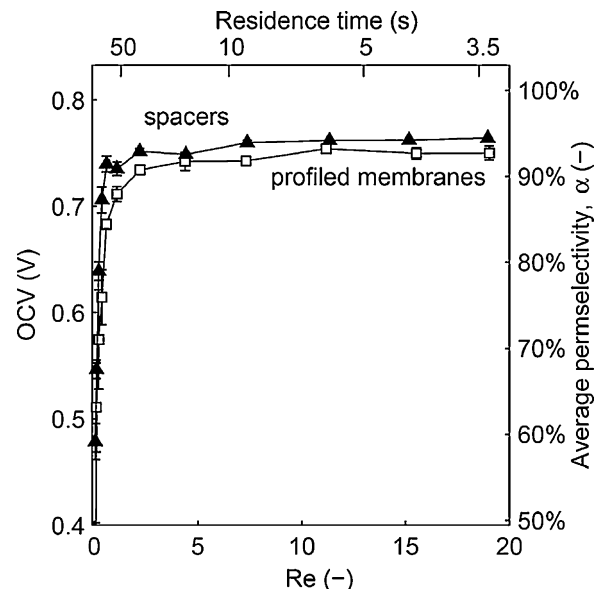 Residence time (s)
50 10 5 3.5
0.8
0.7
0.6
0.5
0.4
OCV (V)
spacers
profiled membranes
100%
90%
80%
70%
60%
50%
Average permselectivity, α (−)
0 5 10 15 20
Re (−)